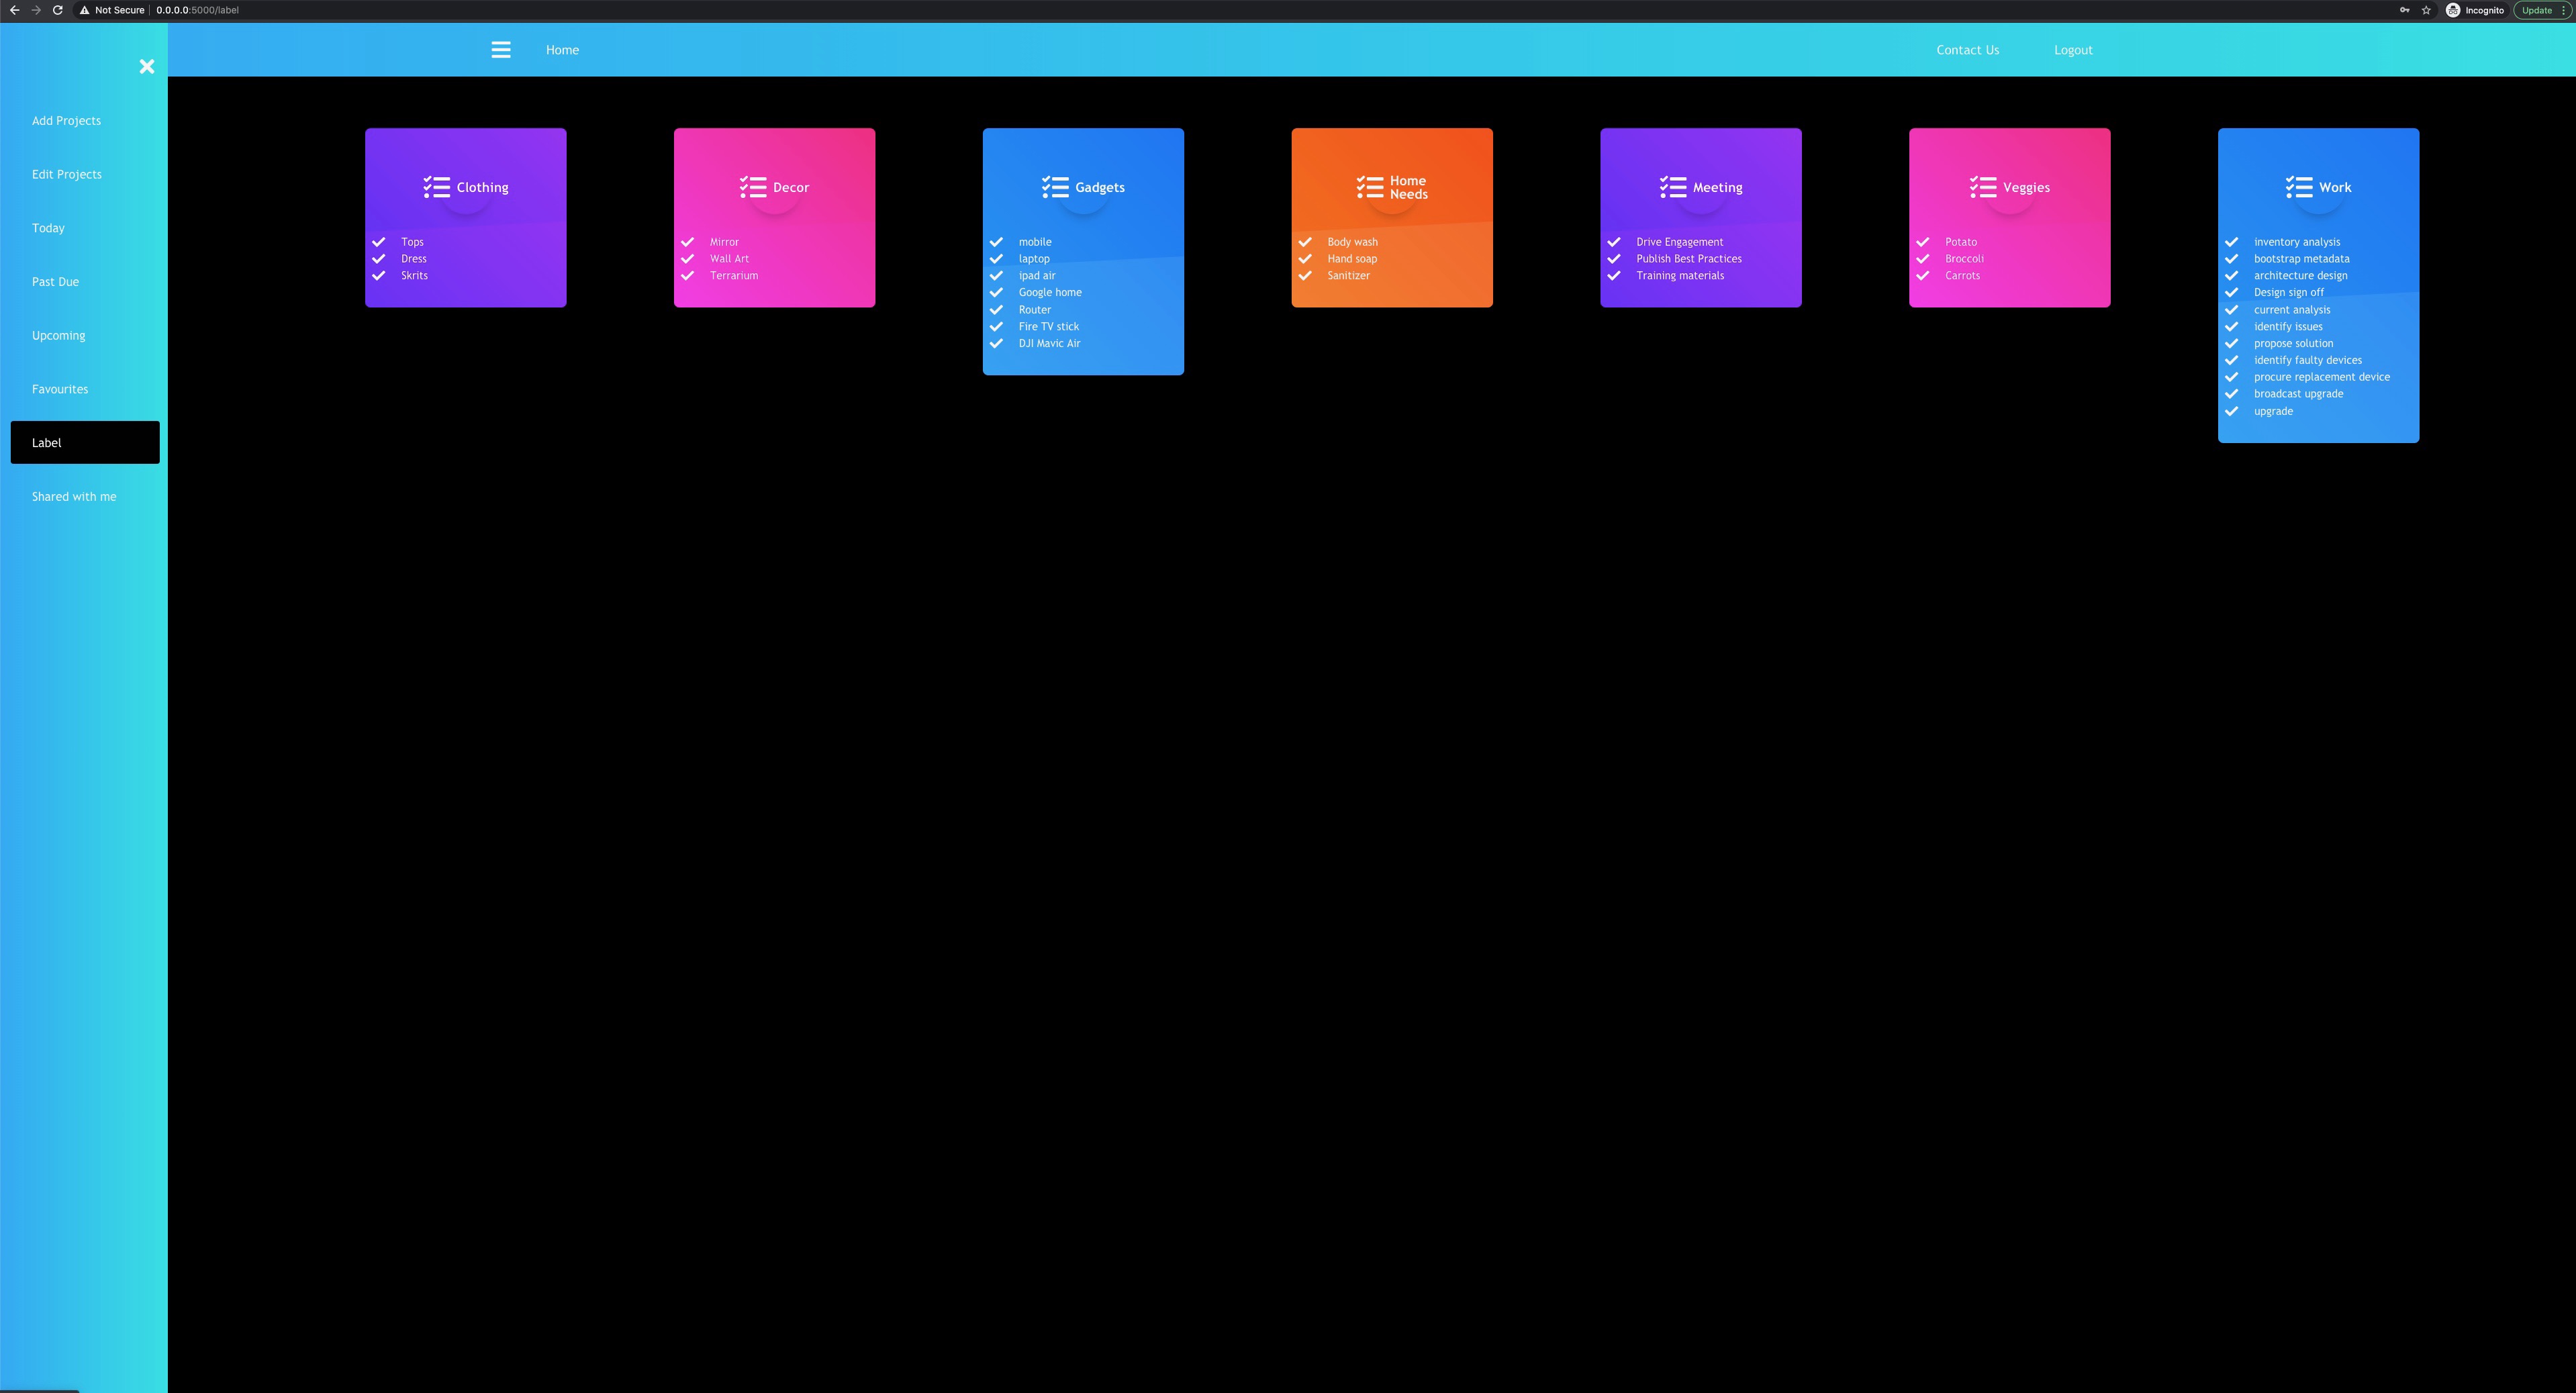 Not Secure 0.0.0.0:5000/label
Incognito
Update
Home
Contact Us
Logout
Add Projects
Edit Projects
Today
Past Due
Upcoming
Favourites
Label
Shared with me
Clothing
Tops
Dress
Skrits
Decor
Mirror
Wall Art
Terrarium
Gadgets
mobile
laptop
ipad air
Google home
Router
Fire TV stick
DJI Mavic Air
Home
Needs
Body wash
Hand soap
Sanitizer
Meeting
Drive Engagement
Publish Best Practices
Training materials
Veggies
Potato
Broccoli
Carrots
Work
inventory analysis
bootstrap metadata
architecture design
Design sign off
current analysis
identify issues
propose solution
identify faulty devices
procure replacement device
broadcast upgrade
upgrade